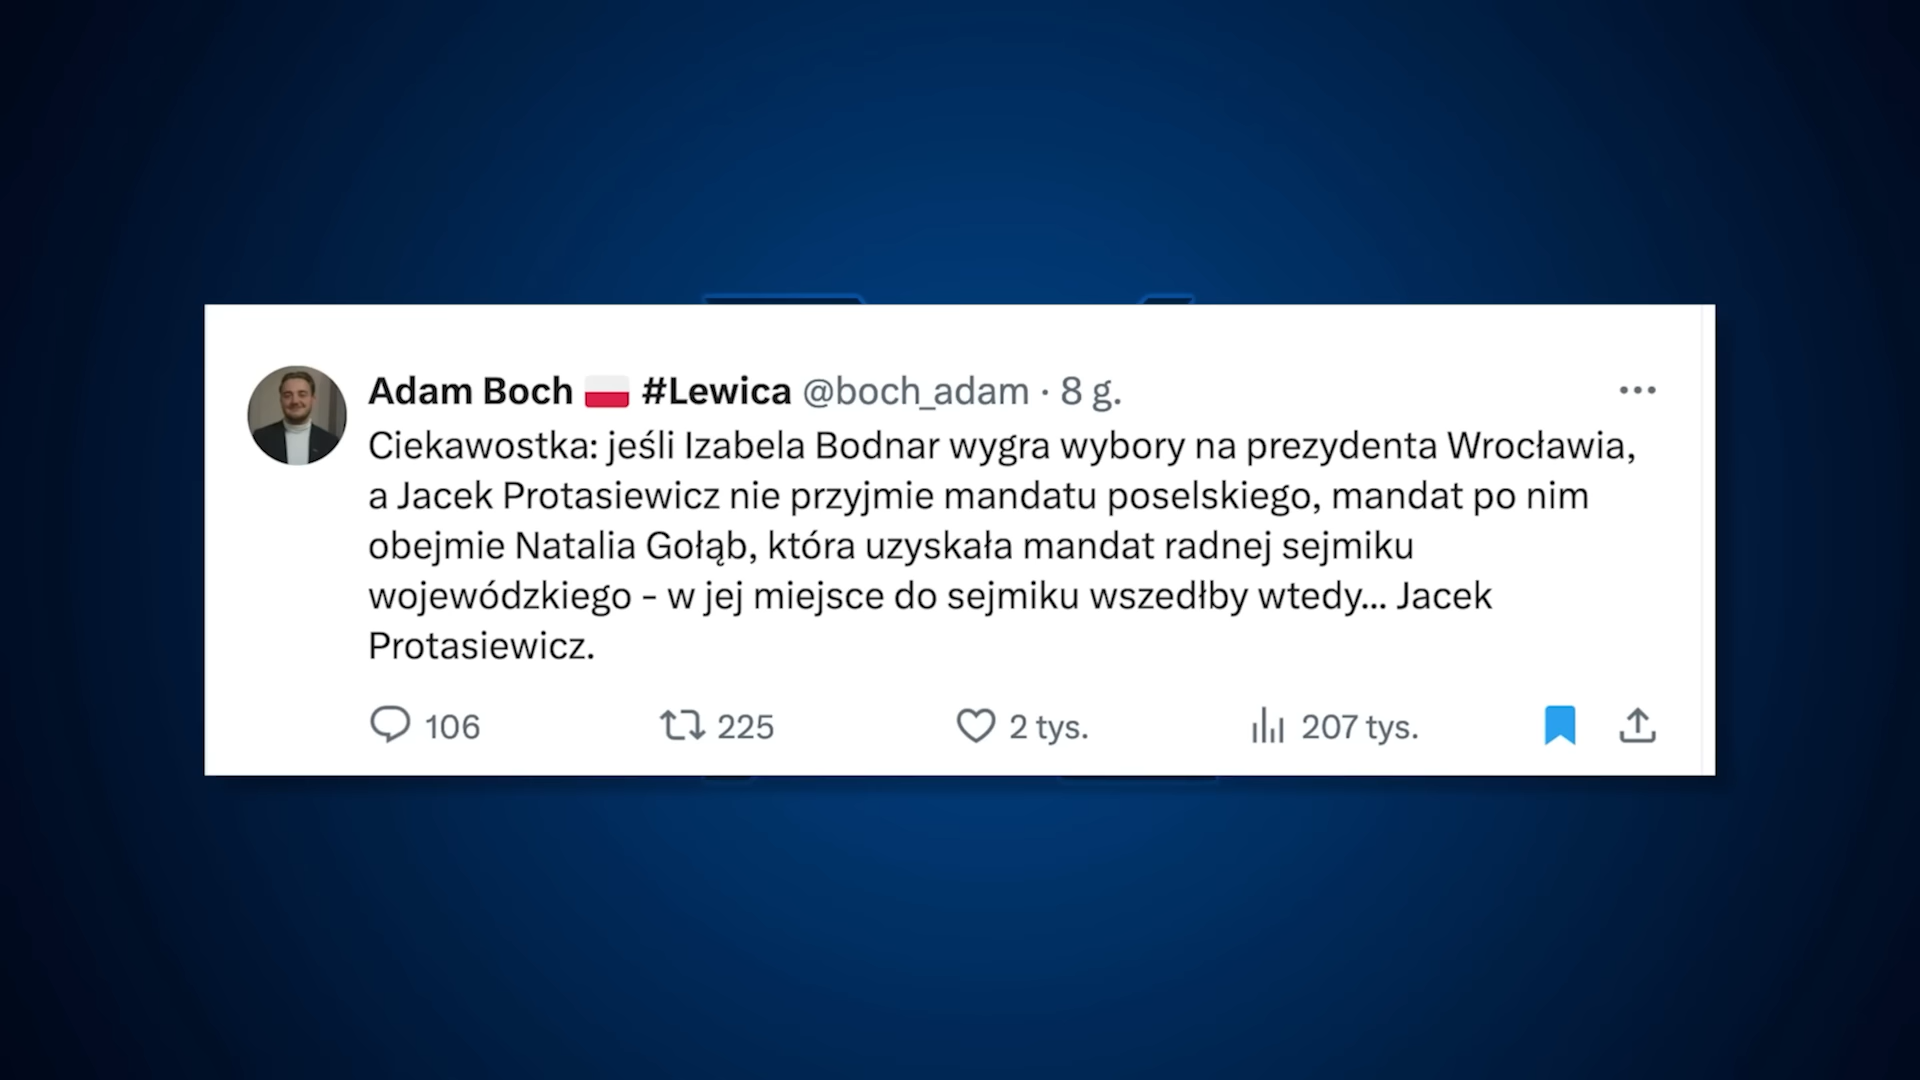 Adam Boch 🇵🇱 #Lewica @boch_adam · 8 g.
Ciekawostka: jeśli Izabela Bodnar wygra wybory na prezydenta Wrocławia,
a Jacek Protasiewicz nie przyjmie mandatu poselskiego, mandat po nim
obejmie Natalia Gołąb, która uzyskała mandat radnej sejmiku
wojewódzkiego - w jej miejsce do sejmiku wszedłby wtedy... Jacek
Protasiewicz.
106 225 2 tys. 207 tys.